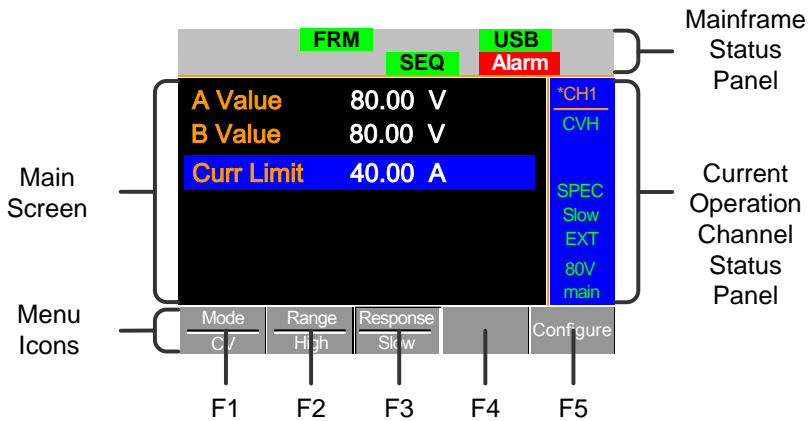 FRM USB
SEQ Alarm
Mainframe
Status
Panel
Main
Screen
A Value 80.00 V
B Value 80.00 V
Curr Limit 40.00 A
*CH1
CVH
SPEC
Slow
EXT
80V
main
Current
Operation
Channel
Status
Panel
Menu
Icons
Mode Range Response
CV High Slow
Configure
F1 F2 F3 F4 F5